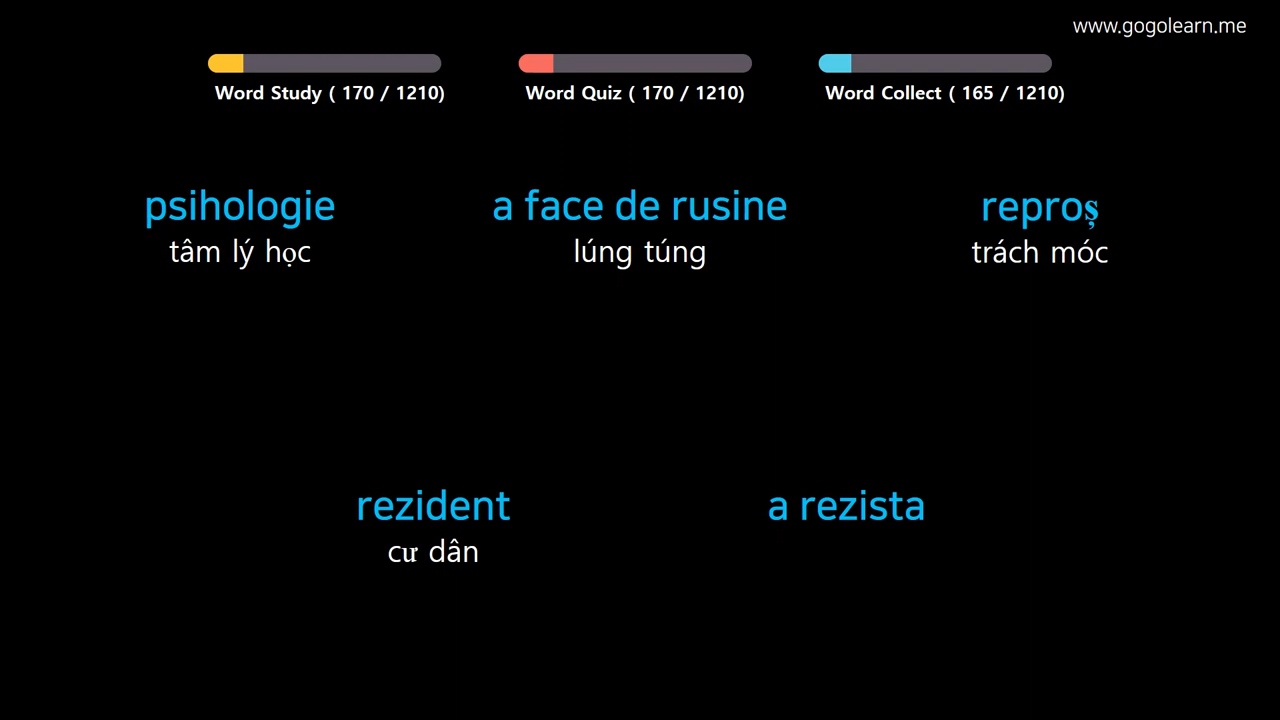 www.gogolearn.me
Word Study ( 170 / 1210)
Word Quiz ( 170 / 1210)
Word Collect ( 165 / 1210)
psihologie
tâm lý học
a face de rusine
lúng túng
reproș
trách móc
rezident
cư dân
a rezista